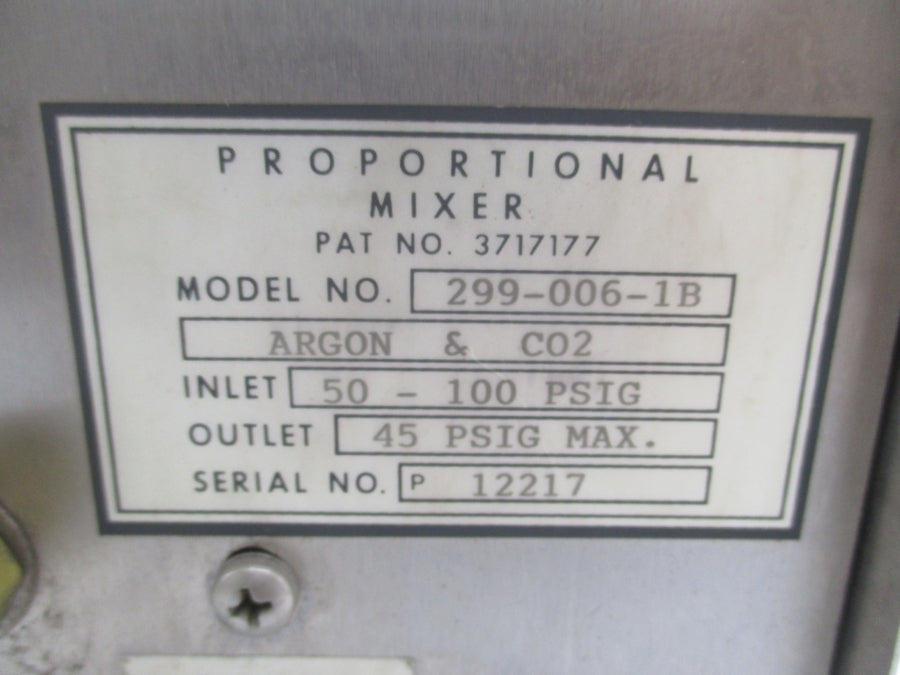 PROPORTIONAL
MIXER
PAT NO. 3717177
MODEL NO. 299-006-1B
ARGON & CO2
INLET 50 - 100 PSIG
OUTLET 45 PSIG MAX.
SERIAL NO. P 12217